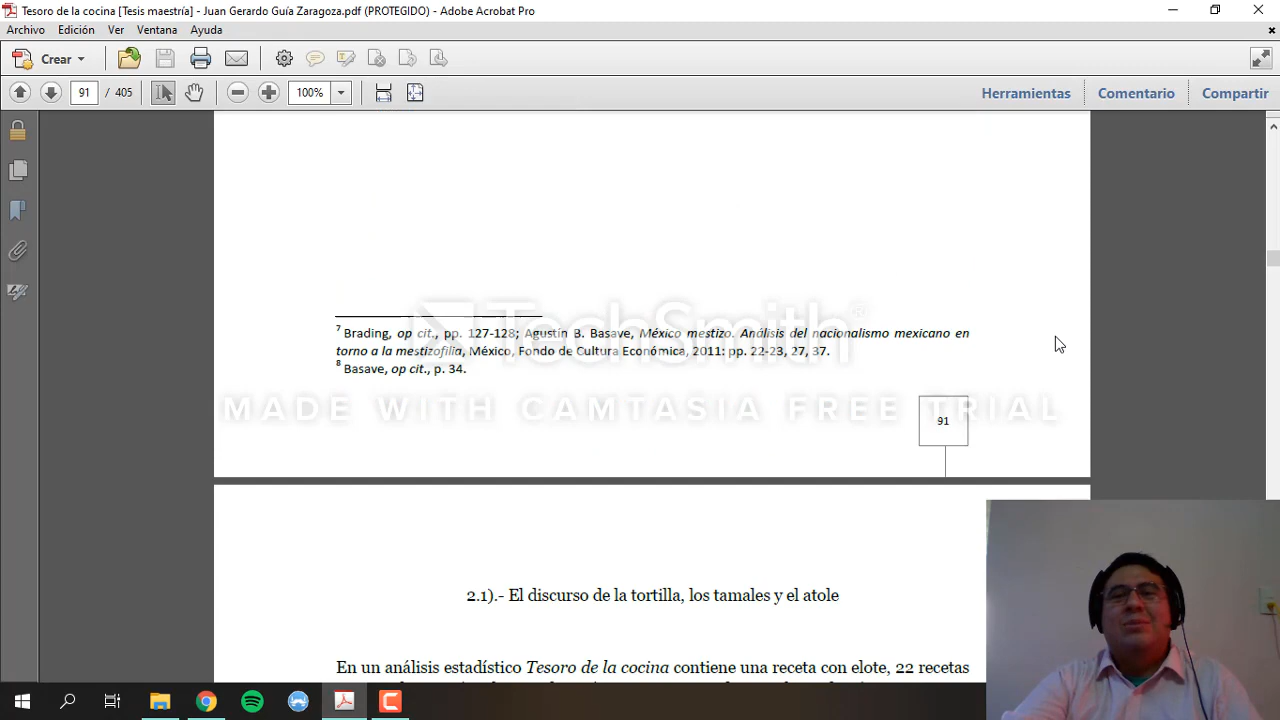 Tesoro de la cocina [Tesis maestría] - Juan Gerardo Guía Zaragoza.pdf (PROTEGIDO) - Adobe Acrobat Pro
Archivo Edición Ver Ventana Ayuda
Crear
91 / 405 100% Herramientas Comentario Compartir
7 Brading, op cit., pp. 127-128; Agustín B. Basave, México mestizo. Análisis del nacionalismo mexicano en
torno a la mestizofilia, México, Fondo de Cultura Económica, 2011: pp. 22-23, 27, 37.
TechSmith®
8 Basave, op cit., p. 34.
MADE WITH CAMTASIA FREE TRIAL
91
2.1).- El discurso de la tortilla, los tamales y el atole
En un análisis estadístico Tesoro de la cocina contiene una receta con elote, 22 recetas